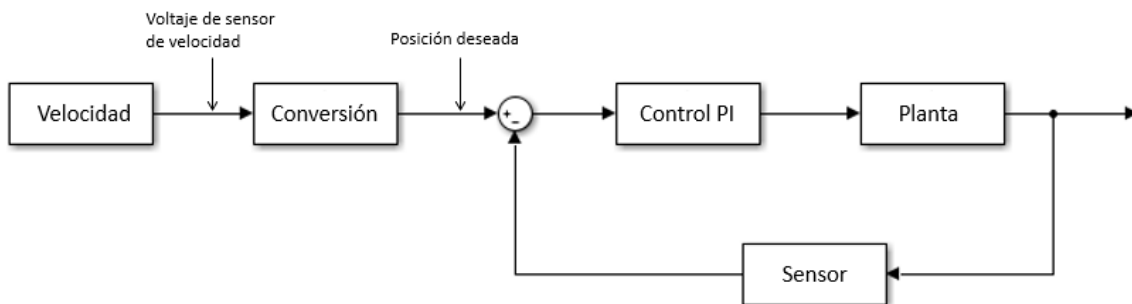 Voltaje de sensor
de velocidad
Posición deseada
Velocidad
Conversión
+
-
Control PI
Planta
Sensor